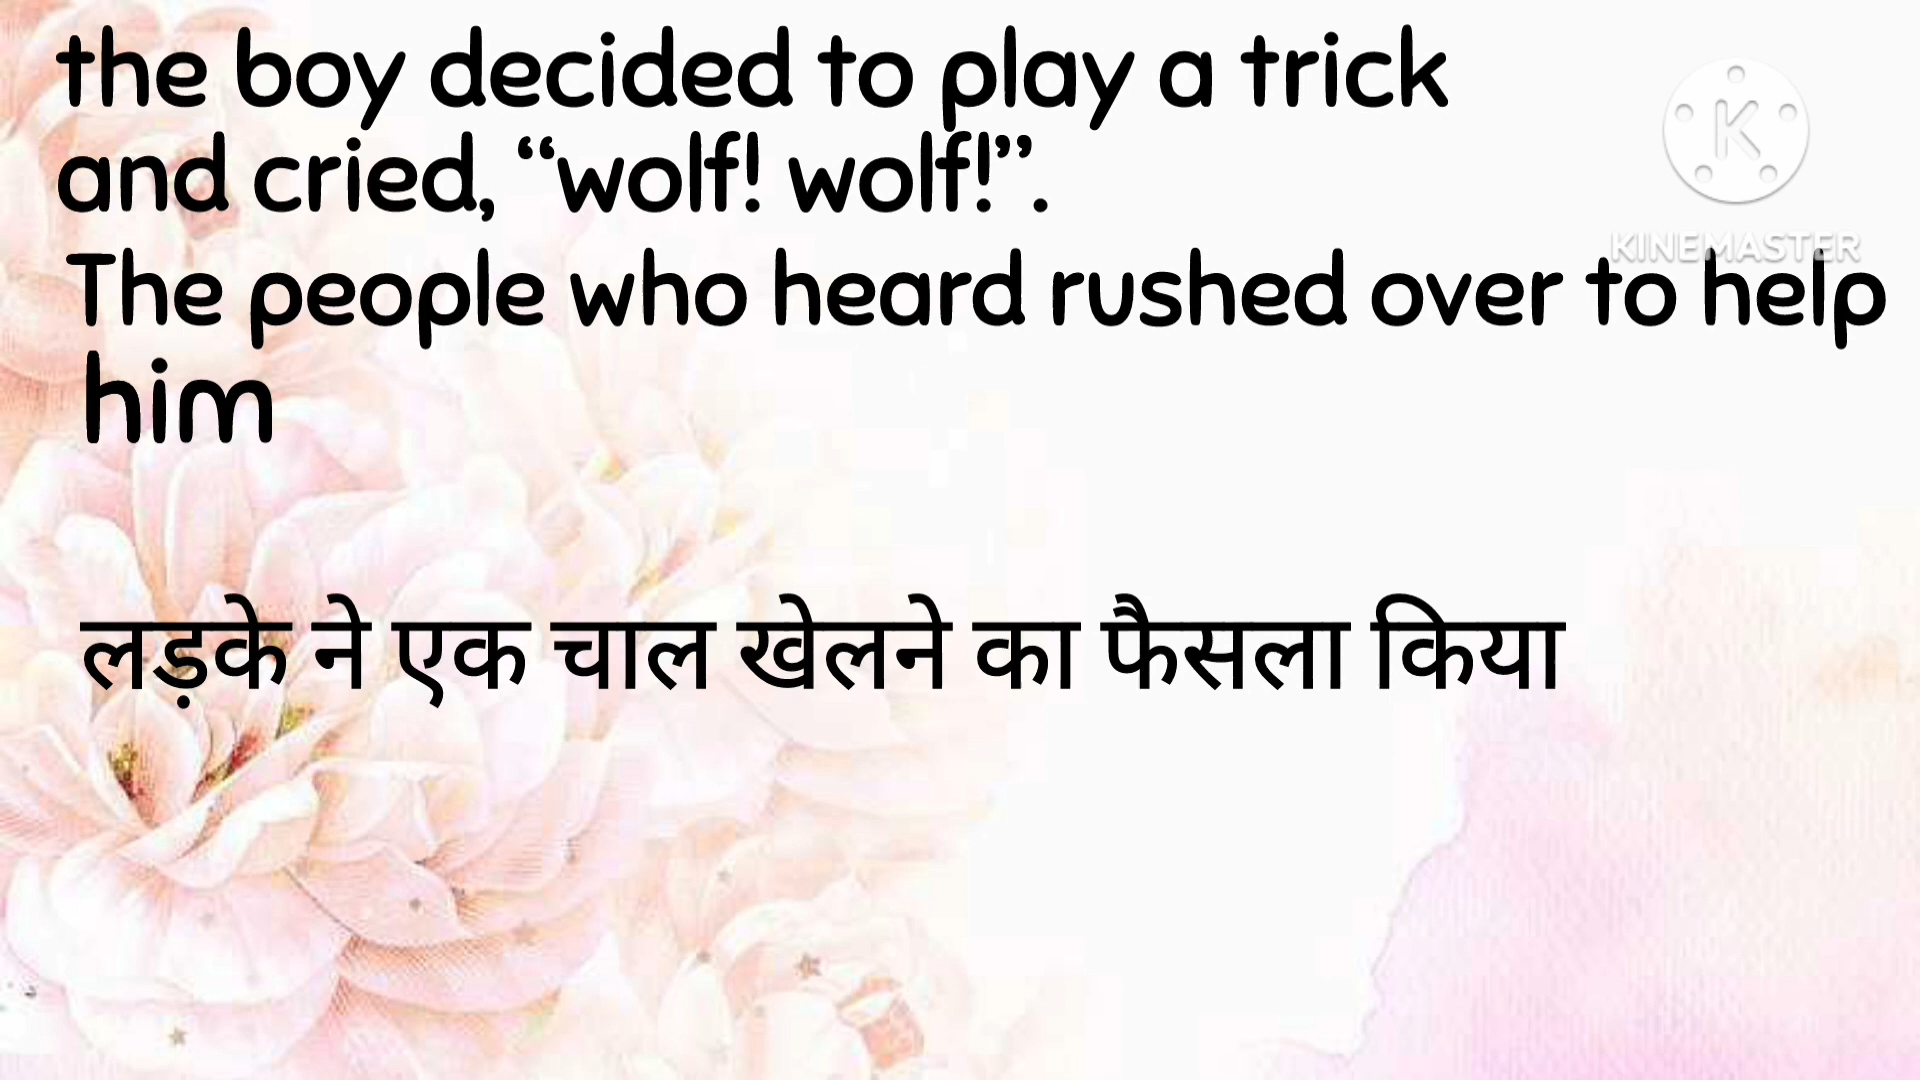 the boy decided to play a trick
and cried, “wolf! wolf!”.
K
KINEMASTER
The people who heard rushed over to help
him
लड़के ने एक चाल खेलने का फैसला किया